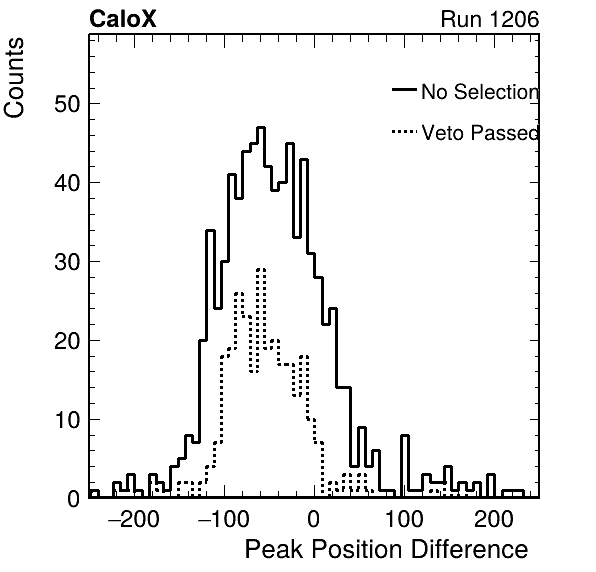 CaloX Run 1206
Counts
No Selection
Veto Passed
50
40
30
20
10
0
−200 −100 0 100 200
Peak Position Difference